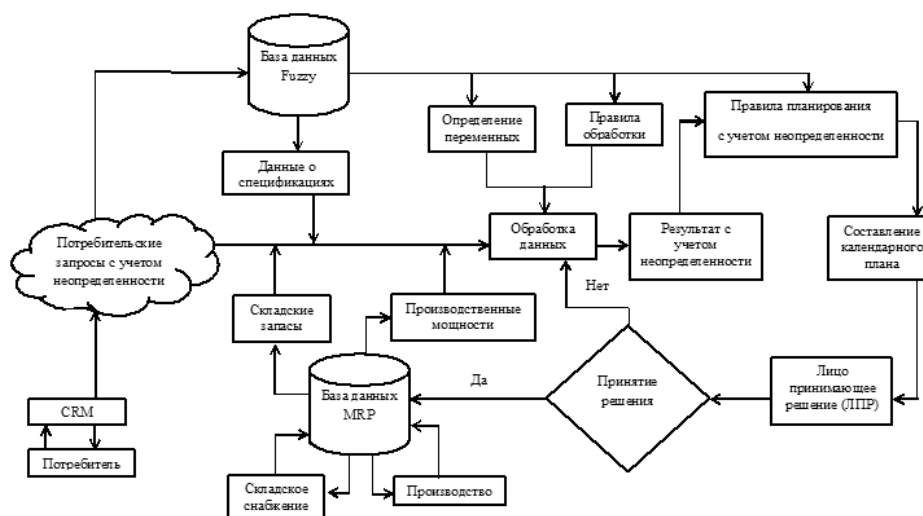 База данных
Fuzzy
Определение
переменных
Правила
обработки
Правила планирования
с учетом неопределенности
Данные о
спецификациях
Потребительские
запросы с учетом
неопределенности
Обработка
данных
Результат с
учетом
неопределенности
Составление
календарного
плана
Нет
Складские
запасы
Производственные
мощности
База данных
MRP
Да
Принятие
решения
Лицо
принимающее
решение (ЛПР)
CRM
Потребитель
Складское
снабжение
Производство